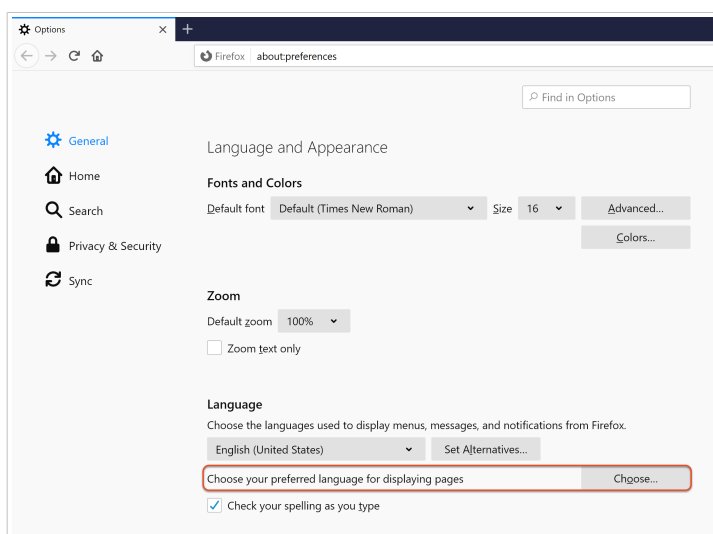 Options
Firefox about:preferences
Find in Options
General
Home
Search
Privacy & Security
Sync
Language and Appearance
Fonts and Colors
Default font Default (Times New Roman) Size 16 Advanced...
Colors...
Zoom
Default zoom 100%
Zoom text only
Language
Choose the languages used to display menus, messages, and notifications from Firefox.
English (United States) Set Alternatives...
Choose your preferred language for displaying pages Choose...
Check your spelling as you type